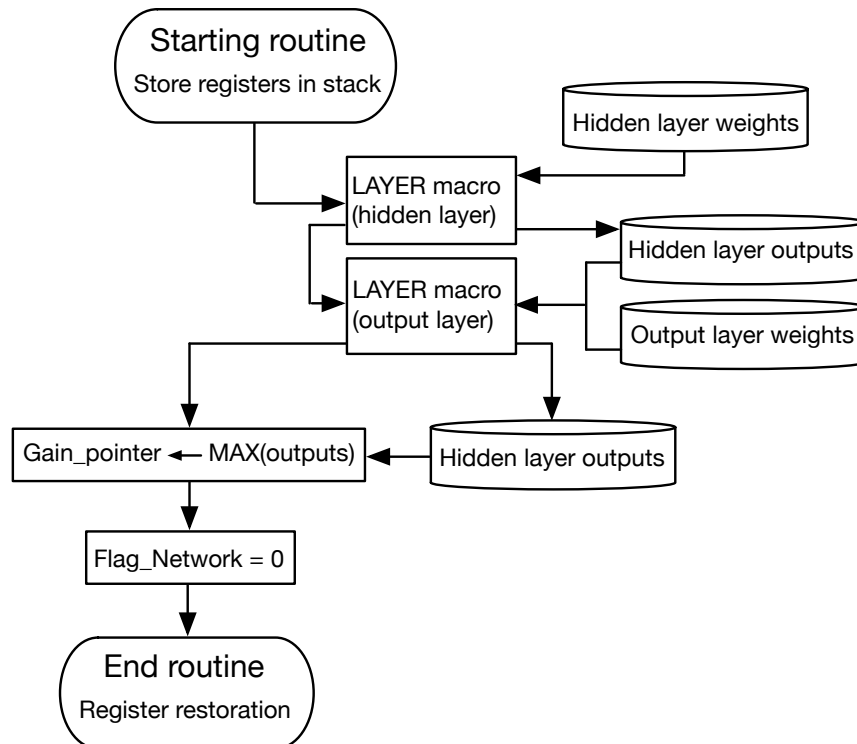 Starting routine
Store registers in stack
Hidden layer weights
LAYER macro
(hidden layer)
Hidden layer outputs
LAYER macro
(output layer)
Output layer weights
Gain_pointer ← MAX(outputs)
Hidden layer outputs
Flag_Network = 0
End routine
Register restoration